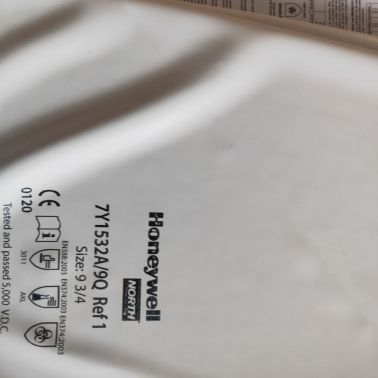 Honeywell
NORTH
7Y1532A/9Q Ref 1
Size: 9 3/4
EN388:2003 EN374:2003 EN374:2003
3011
AKL
0120
Tested and passed 5,000 V.D.C.